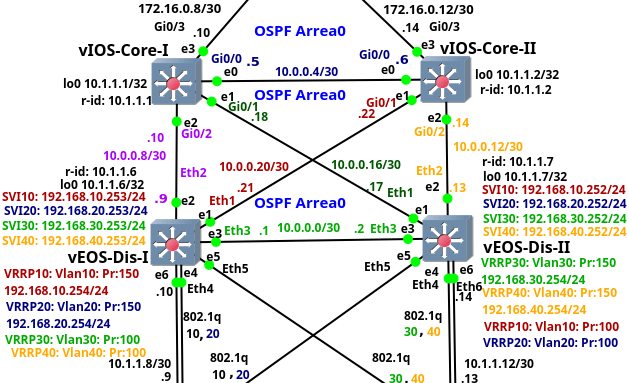 172.16.0.8/30
172.16.0.12/30
Gi0/3
.10
.14
Gi0/3
OSPF Arrea0
vIOS-Core-I
e3
e3
vIOS-Core-II
Gi0/0 .5
Gi0/0 .6
e0
10.0.0.4/30
e0
lo0 10.1.1.1/32
r-id: 10.1.1.1
lo0 10.1.1.2/32
r-id: 10.1.1.2
OSPF Arrea0
e1
Gi0/1
.18
Gi0/1
e1
.22
e2
Gi0/2
.10
e2
.14
Gi0/2
10.0.0.8/30
10.0.0.12/30
10.0.0.20/30
10.0.0.16/30
Eth2
Eth2
r-id: 10.1.1.6
lo0 10.1.1.6/32
r-id: 10.1.1.7
lo0 10.1.1.7/32
.21
.17
Eth1
Eth1
.9
e2
e2
.13
SVI10: 192.168.10.253/24
SVI20: 192.168.20.253/24
SVI30: 192.168.30.253/24
SVI40: 192.168.40.253/24
SVI10: 192.168.10.252/24
SVI20: 192.168.20.252/24
SVI30: 192.168.30.252/24
SVI40: 192.168.40.252/24
OSPF Arrea0
e1
e1
e3
Eth3
.1
10.0.0.0/30
.2
Eth3
e3
vEOS-Dis-I
vEOS-Dis-II
e5
Eth5
Eth5
e5
e6
e4
Eth4
.10
e4
Eth4
e6
Eth6
.14
VRRP10: Vlan10: Pr:150
192.168.10.254/24
VRRP20: Vlan20: Pr:150
192.168.20.254/24
VRRP30: Vlan30: Pr:100
VRRP40: Vlan40: Pr:100
VRRP30: Vlan30: Pr:150
192.168.30.254/24
VRRP40: Vlan40: Pr:150
192.168.40.254/24
VRRP10: Vlan10: Pr:100
VRRP20: Vlan20: Pr:100
802.1q
10, 20
802.1q
30, 40
802.1q
10 , 20
802.1q
30 , 40
10.1.1.8/30
.9
10.1.1.12/30
.13